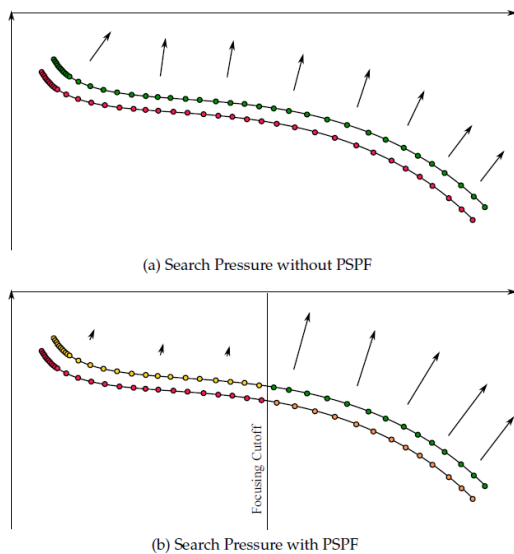 (a) Search Pressure without PSPF
Focusing Cutoff
(b) Search Pressure with PSPF